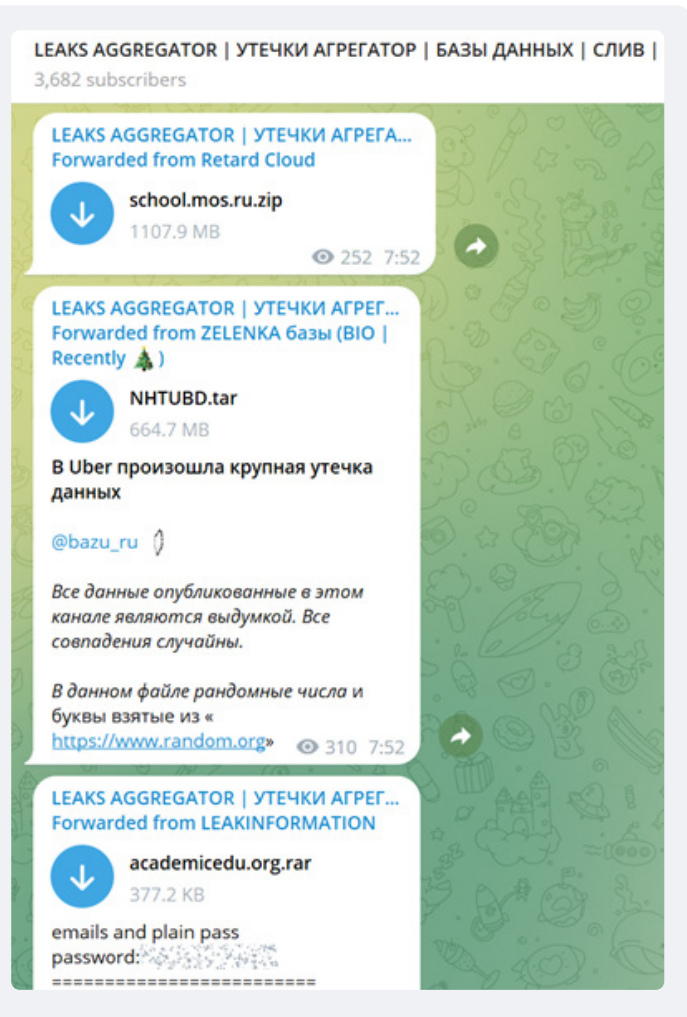 LEAKS AGGREGATOR | УТЕЧКИ АГРЕГАТОР | БАЗЫ ДАННЫХ | СЛИВ |
3,682 subscribers
LEAKS AGGREGATOR | УТЕЧКИ АГРЕГА...
Forwarded from Retard Cloud
school.mos.ru.zip
1107.9 MB
252 7:52
LEAKS AGGREGATOR | УТЕЧКИ АГРЕГ...
Forwarded from ZELENKA базы (BIO |
Recently 🎄 )
NHTUBD.tar
664.7 MB
В Uber произошла крупная утечка
данных
@bazu_ru
Все данные опубликованные в этом
канале являются выдумкой. Все
совпадения случайны.
В данном файле рандомные числа и
буквы взятые из «
https://www.random.org»
310 7:52
LEAKS AGGREGATOR | УТЕЧКИ АГРЕГ...
Forwarded from LEAKINFORMATION
academicedu.org.rar
377.2 KB
emails and plain pass
password:
=========================